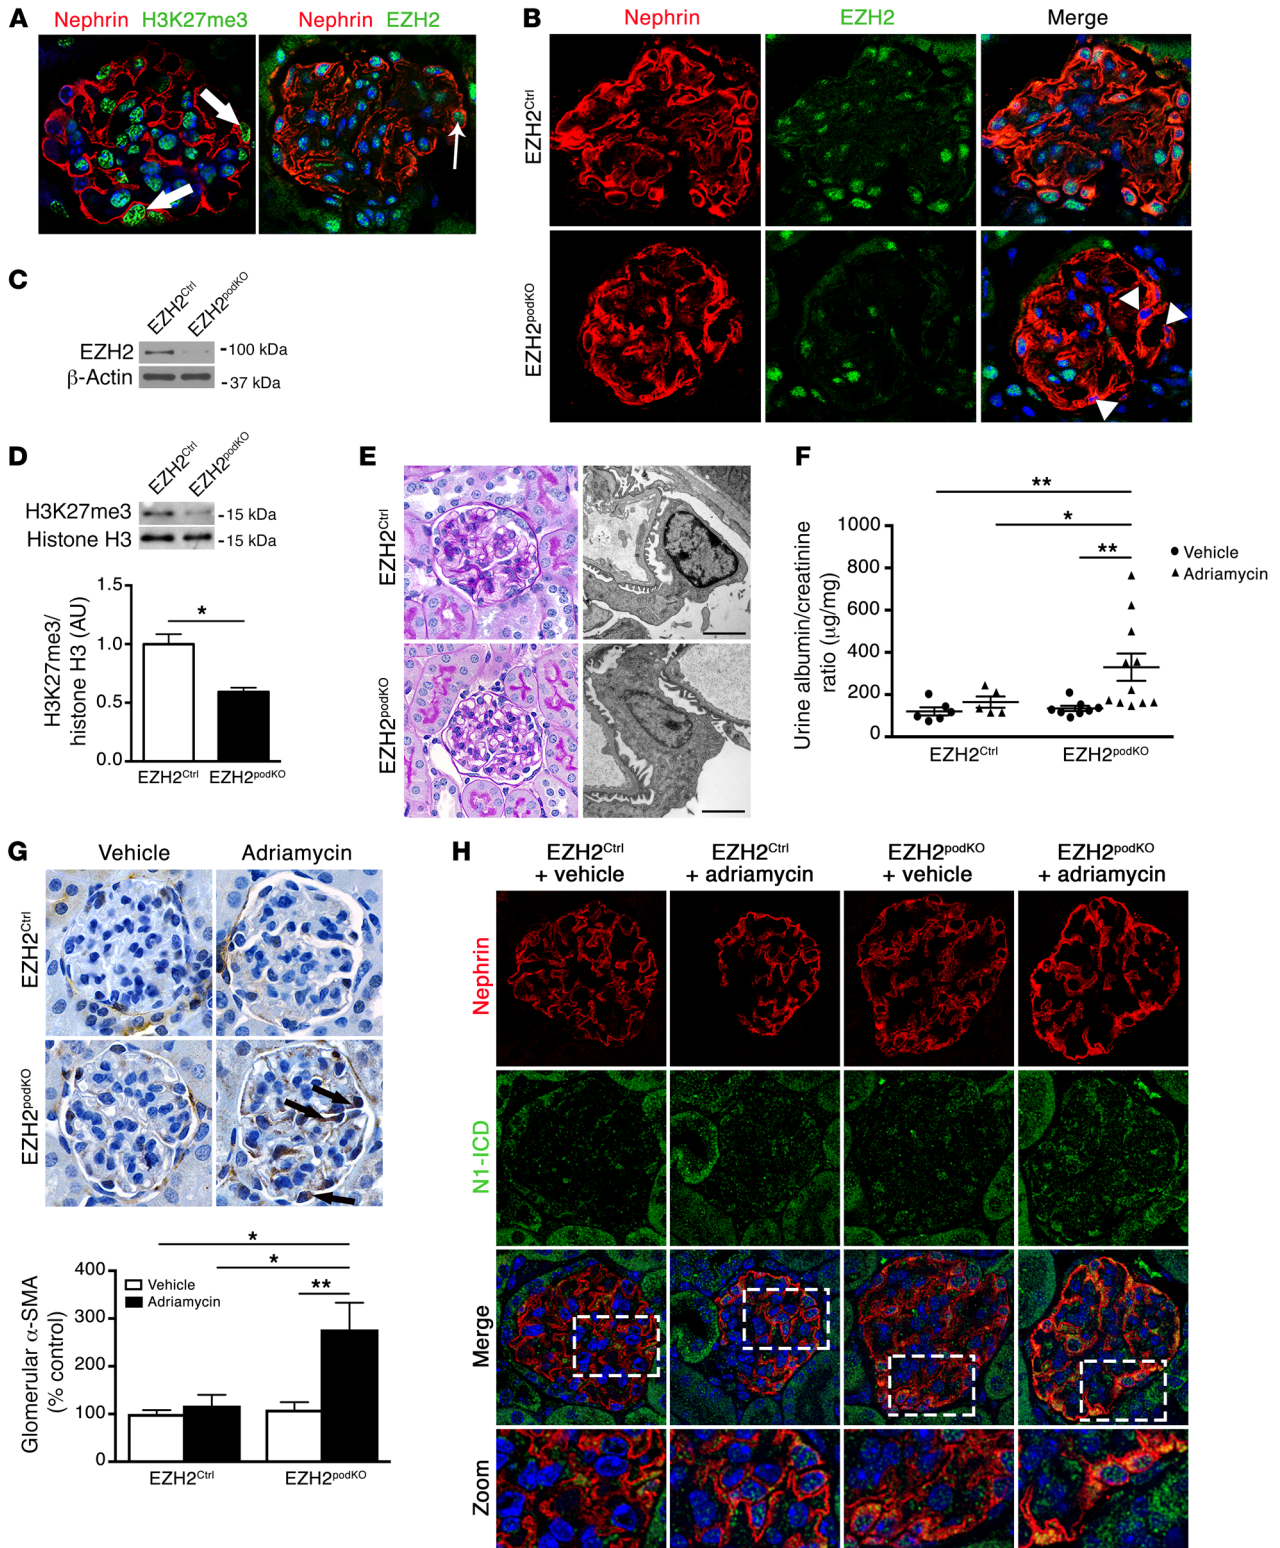 A
Nephrin H3K27me3
Nephrin EZH2
B
Nephrin
EZH2
Merge
EZH2Ctrl
EZH2podKO
C
EZH2Ctrl
EZH2podKO
EZH2
-100 kDa
β-Actin
-37 kDa
D
EZH2Ctrl
EZH2podKO
H3K27me3
-15 kDa
Histone H3
-15 kDa
H3K27me3/
histone H3 (AU)
1.5
1.0
0.5
0.0
*
EZH2Ctrl
EZH2podKO
E
EZH2Ctrl
EZH2podKO
F
Urine albumin/creatinine
ratio (μg/mg)
1000
800
600
400
200
0
**
*
**
Vehicle
Adriamycin
EZH2Ctrl
EZH2podKO
G
Vehicle
Adriamycin
EZH2Ctrl
EZH2podKO
Glomerular α-SMA
(% control)
400
300
200
100
0
*
*
**
Vehicle
Adriamycin
EZH2Ctrl
EZH2podKO
H
EZH2Ctrl
+ vehicle
EZH2Ctrl
+ adriamycin
EZH2podKO
+ vehicle
EZH2podKO
+ adriamycin
Nephrin
N1-ICD
Merge
Zoom